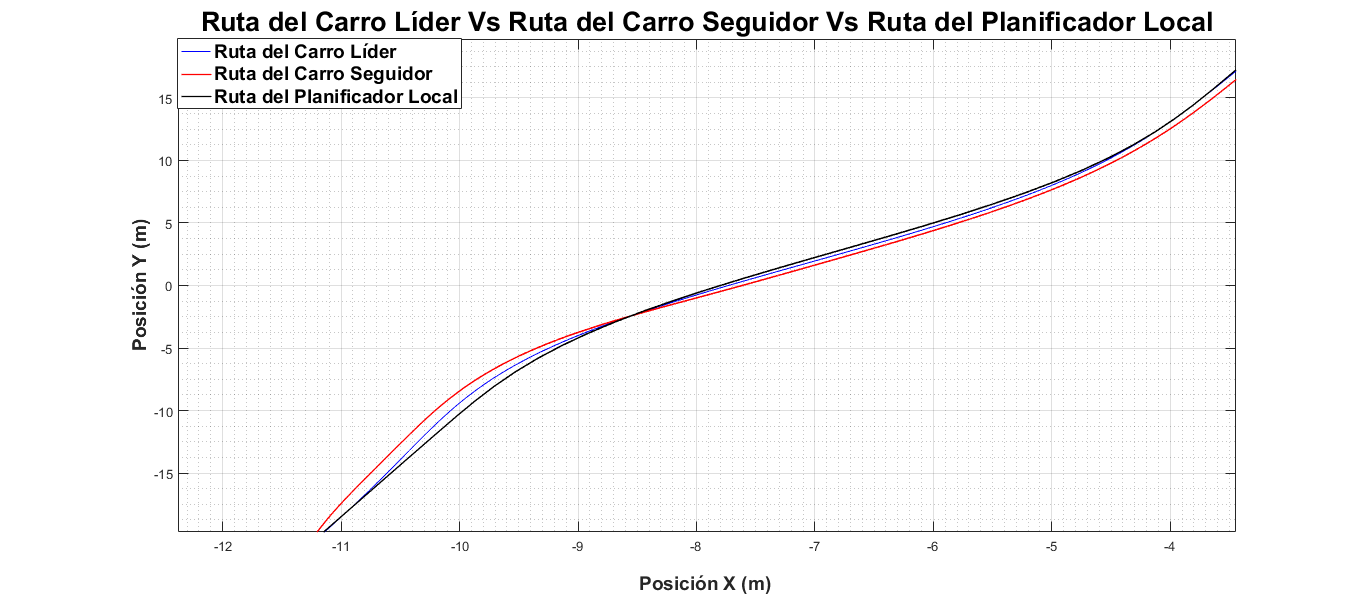 Ruta del Carro Líder Vs Ruta del Carro Seguidor Vs Ruta del Planificador Local
Ruta del Carro Líder
Ruta del Carro Seguidor
Ruta del Planificador Local
15
10
5
0
-5
-10
-15
Posición Y (m)
-12 -11 -10 -9 -8 -7 -6 -5 -4
Posición X (m)